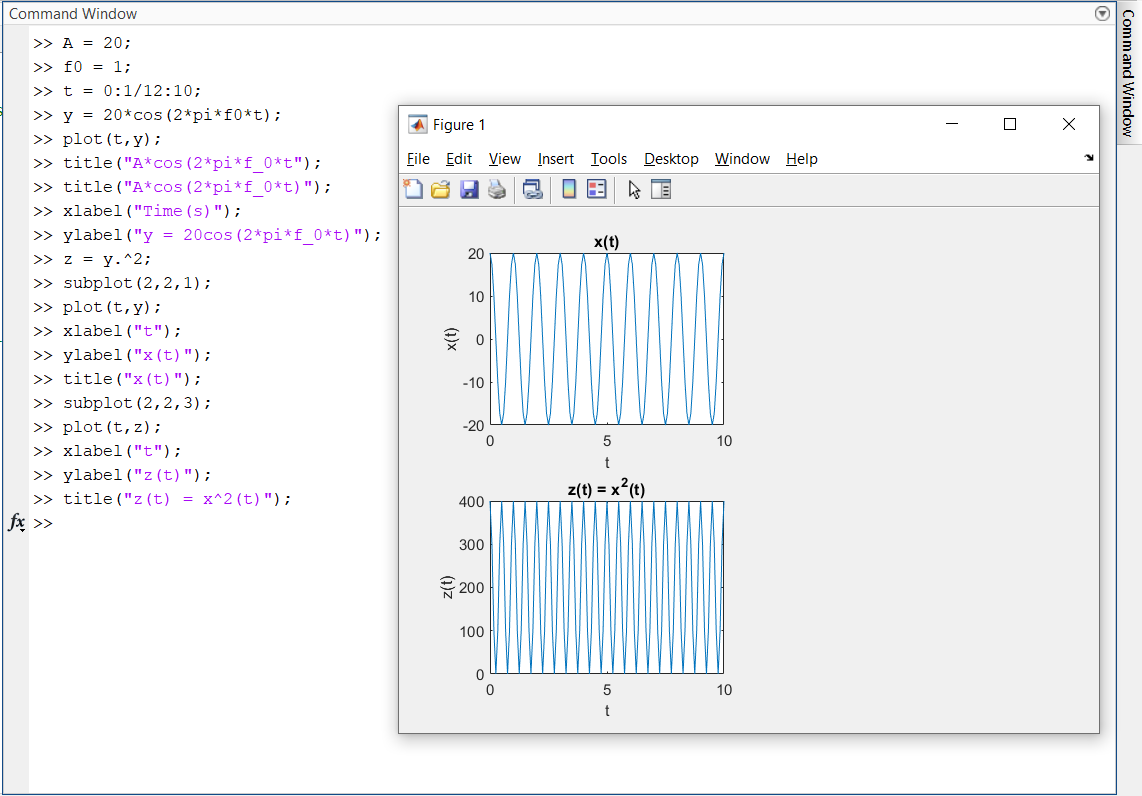 Command Window
>> A = 20;
>> f0 = 1;
>> t = 0:1/12:10;
>> y = 20*cos(2*pi*f0*t);
>> plot(t,y);
>> title("A*cos(2*pi*f_0*t");
>> title("A*cos(2*pi*f_0*t)");
>> xlabel("Time(s)");
>> ylabel("y = 20cos(2*pi*f_0*t)");
>> z = y.^2;
>> subplot(2,2,1);
>> plot(t,y);
>> xlabel("t");
>> ylabel("x(t)");
>> title("x(t)");
>> subplot(2,2,3);
>> plot(t,z);
>> xlabel("t");
>> ylabel("z(t)");
>> title("z(t) = x^2(t)");
fx >>
Command Window
Figure 1
File Edit View Insert Tools Desktop Window Help
x(t)
20
10
0
-10
-20
x(t)
0 5 10
t
z(t) = x²(t)
400
300
200
100
0
z(t)
0 5 10
t